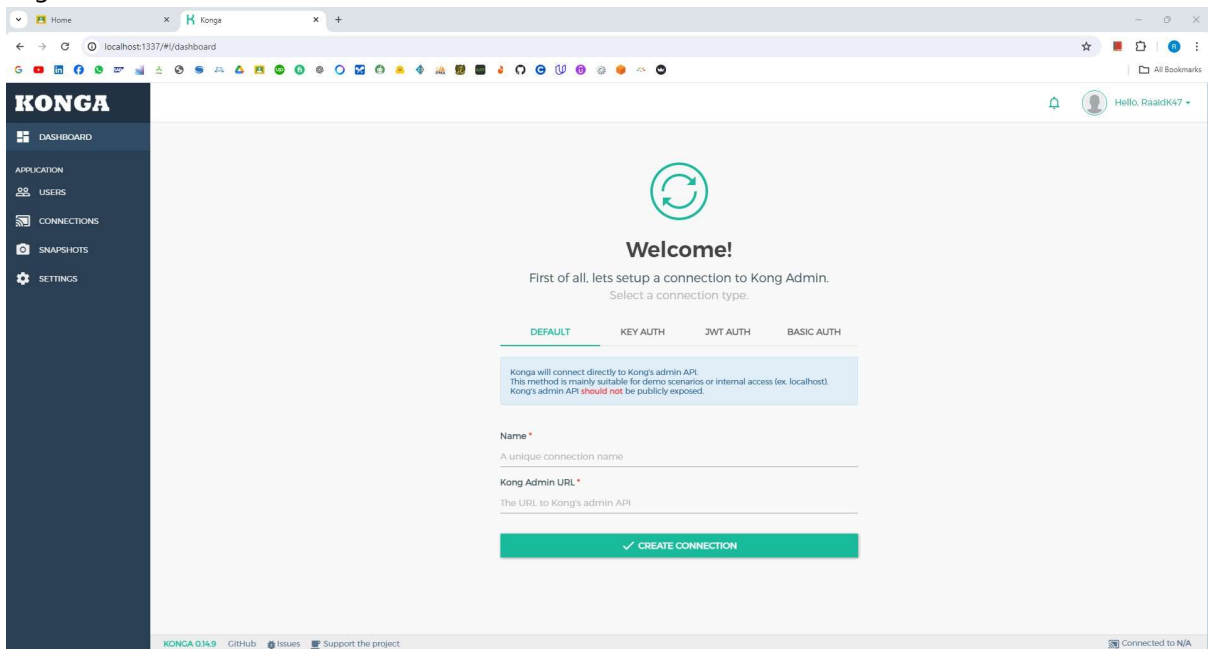 Home
Konga
localhost:1337/#!/dashboard
All Bookmarks
KONGA
Hello, RaaidK47
DASHBOARD
APPLICATION
USERS
CONNECTIONS
SNAPSHOTS
SETTINGS
Welcome!
First of all, lets setup a connection to Kong Admin.
Select a connection type.
DEFAULT KEY AUTH JWT AUTH BASIC AUTH
Konga will connect directly to Kong's admin API.
This method is mainly suitable for demo scenarios or internal access (ex. localhost).
Kong's admin API should not be publicly exposed.
Name *
A unique connection name
Kong Admin URL *
The URL to Kong's admin API
CREATE CONNECTION
KONGA 0.14.9 GitHub Issues Support the project
Connected to N/A